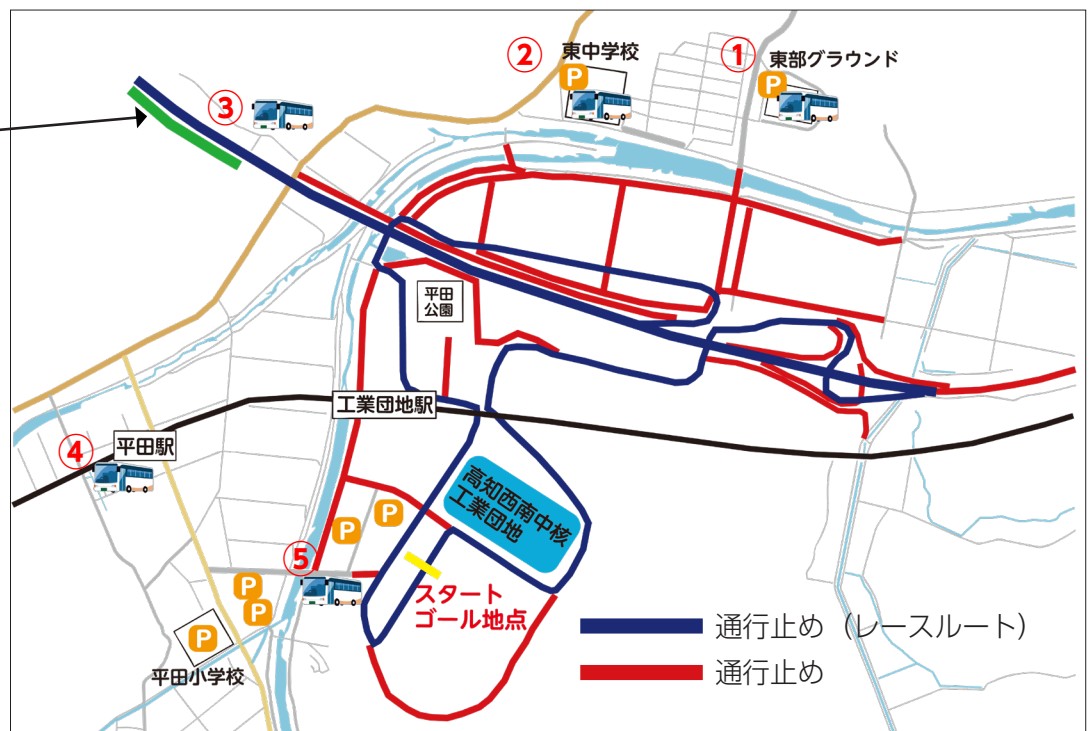 ②
東中学校
P
①
東部グラウンド
P
③
平田
公園
工業団地駅
④
平田駅
高知西南中核
工業団地
P
P
⑤
スタート
ゴール地点
P
P
P
平田小学校
通行止め（レースルート）
通行止め